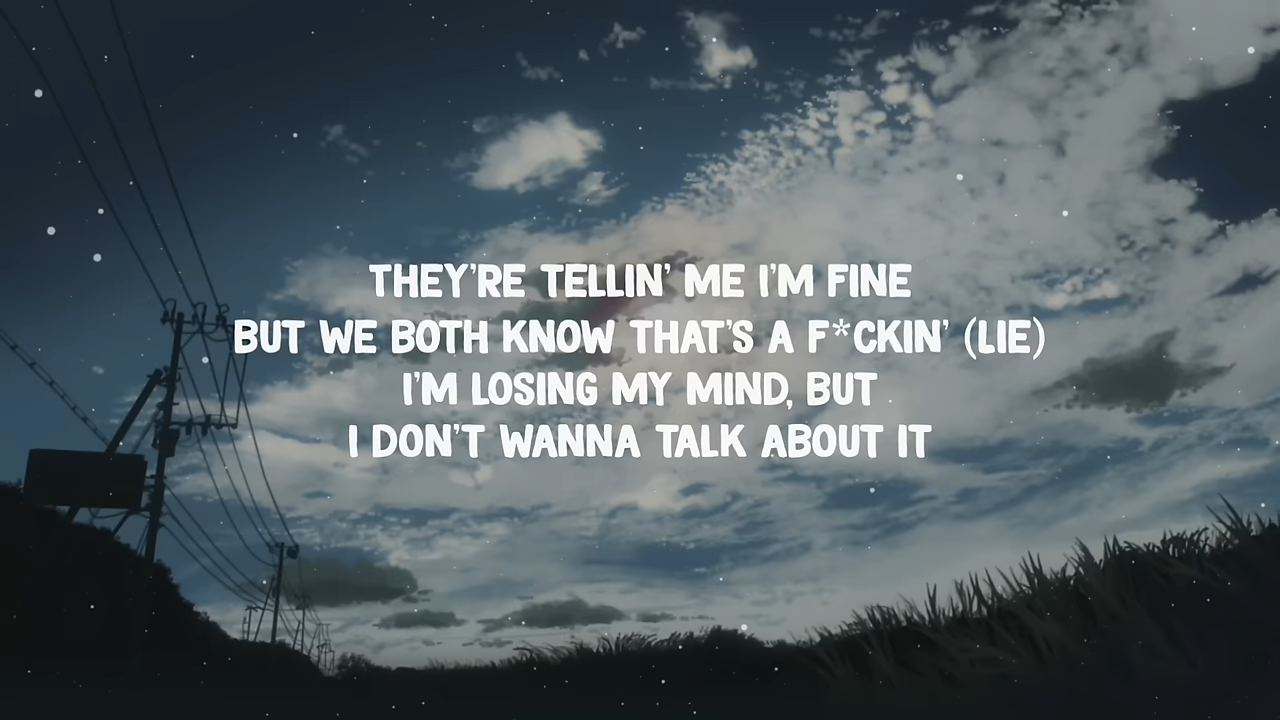 THEY'RE TELLIN' ME I'M FINE
BUT WE BOTH KNOW THAT'S A F*CKIN' (LIE)
I'M LOSING MY MIND, BUT
I DON'T WANNA TALK ABOUT IT